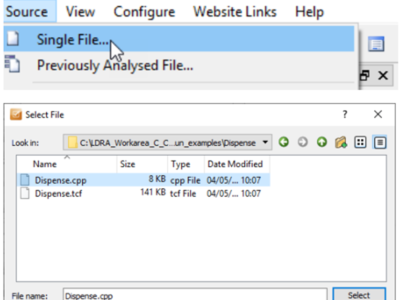 Source View Configure Website Links Help
Single File...
Previously Analysed File...
Select File ? ×
Look in: C:\LDRA_Workarea_C_C...un_examples\Dispense
Name Size Type Date Modified
Dispense.cpp 8 KB cpp File 04/05/... 10:07
Dispense.tcf 141 KB tcf File 04/05/... 10:07
File name: Dispense.cpp Select